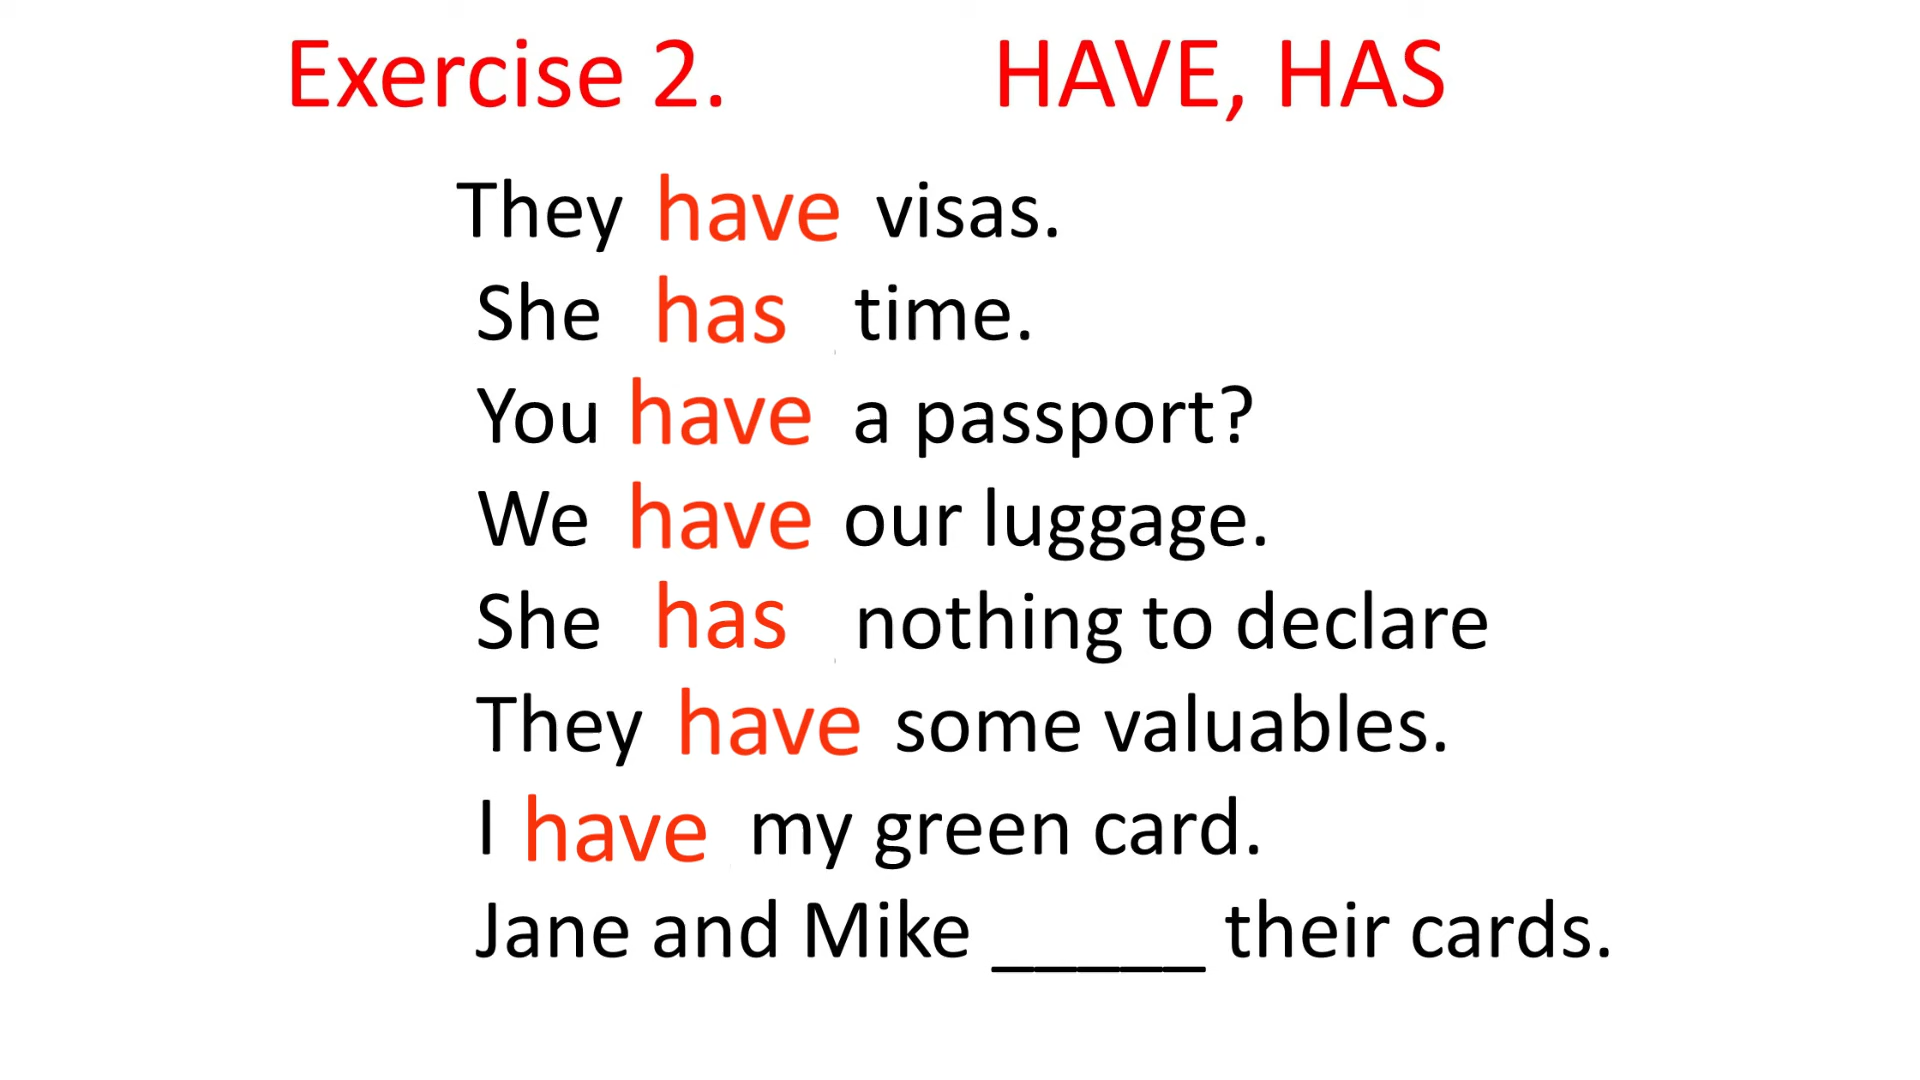 Exercise 2. HAVE, HAS
They have visas.
She has time.
You have a passport?
We have our luggage.
She has nothing to declare
They have some valuables.
I have my green card.
Jane and Mike _____ their cards.